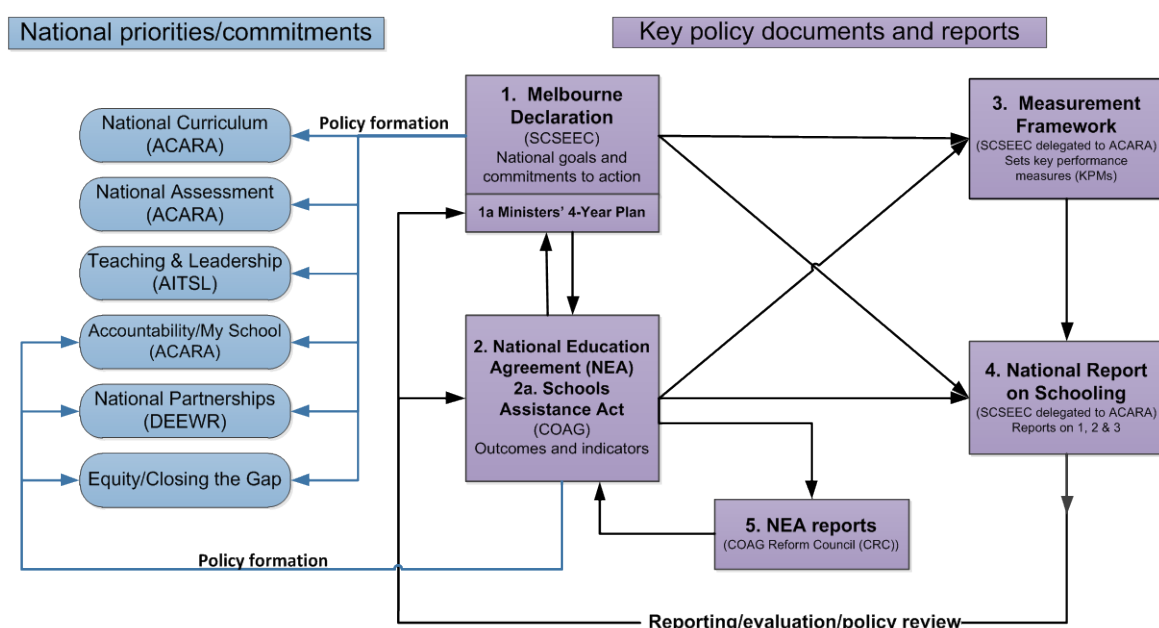 National priorities/commitments
Key policy documents and reports
National Curriculum
(ACARA)
National Assessment
(ACARA)
Teaching & Leadership
(AITSL)
Accountability/My School
(ACARA)
National Partnerships
(DEEWR)
Equity/Closing the Gap
Policy formation
1. Melbourne
Declaration
(SCSEEC)
National goals and
commitments to action
1a Ministers’ 4-Year Plan
2. National Education
Agreement (NEA)
2a. Schools
Assistance Act
(COAG)
Outcomes and indicators
3. Measurement
Framework
(SCSEEC delegated to ACARA)
Sets key performance
measures (KPMs)
4. National Report
on Schooling
(SCSEEC delegated to ACARA)
Reports on 1, 2 & 3
5. NEA reports
(COAG Reform Council (CRC))
Policy formation
Reporting/evaluation/policy review